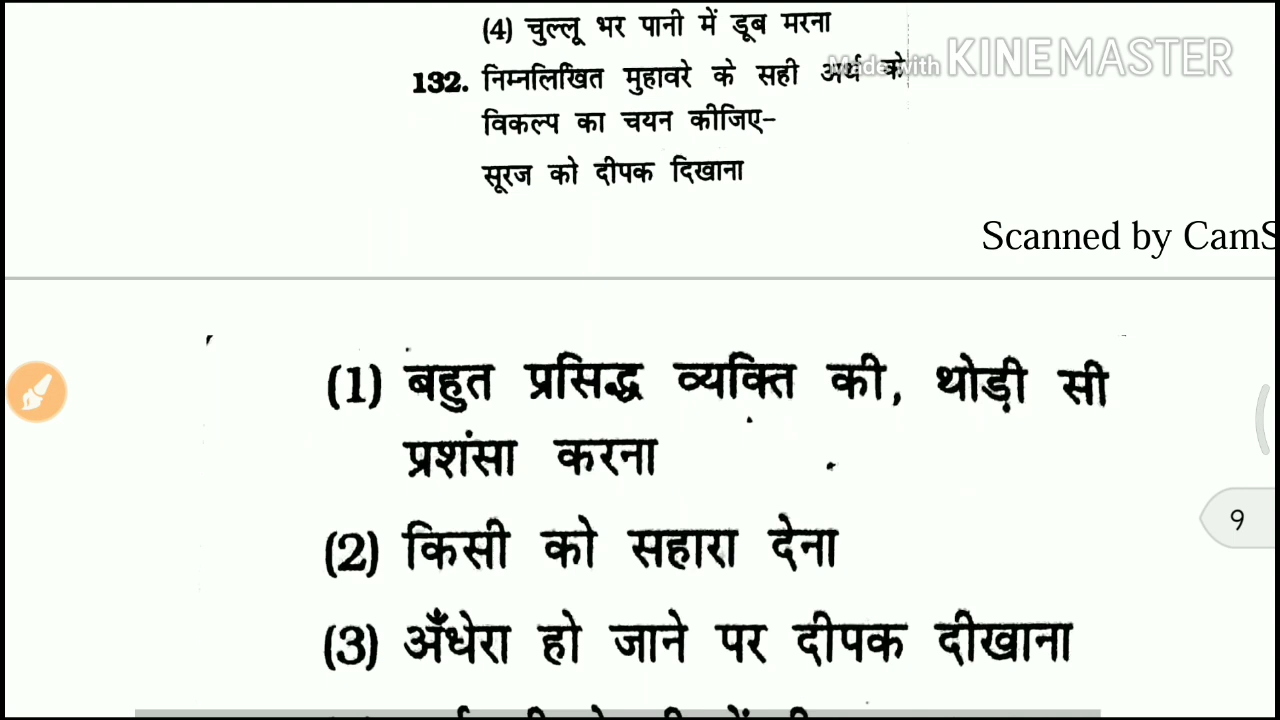 (4) चुल्लू भर पानी में डूब मरना
Made with KINEMASTER
132. निम्नलिखित मुहावरे के सही अर्थ के
विकल्प का चयन कीजिए-
सूरज को दीपक दिखाना
Scanned by CamS
(1) बहुत प्रसिद्ध व्यक्ति की, थोड़ी सी
प्रशंसा करना
9
(2) किसी को सहारा देना
(3) अँधेरा हो जाने पर दीपक दीखाना